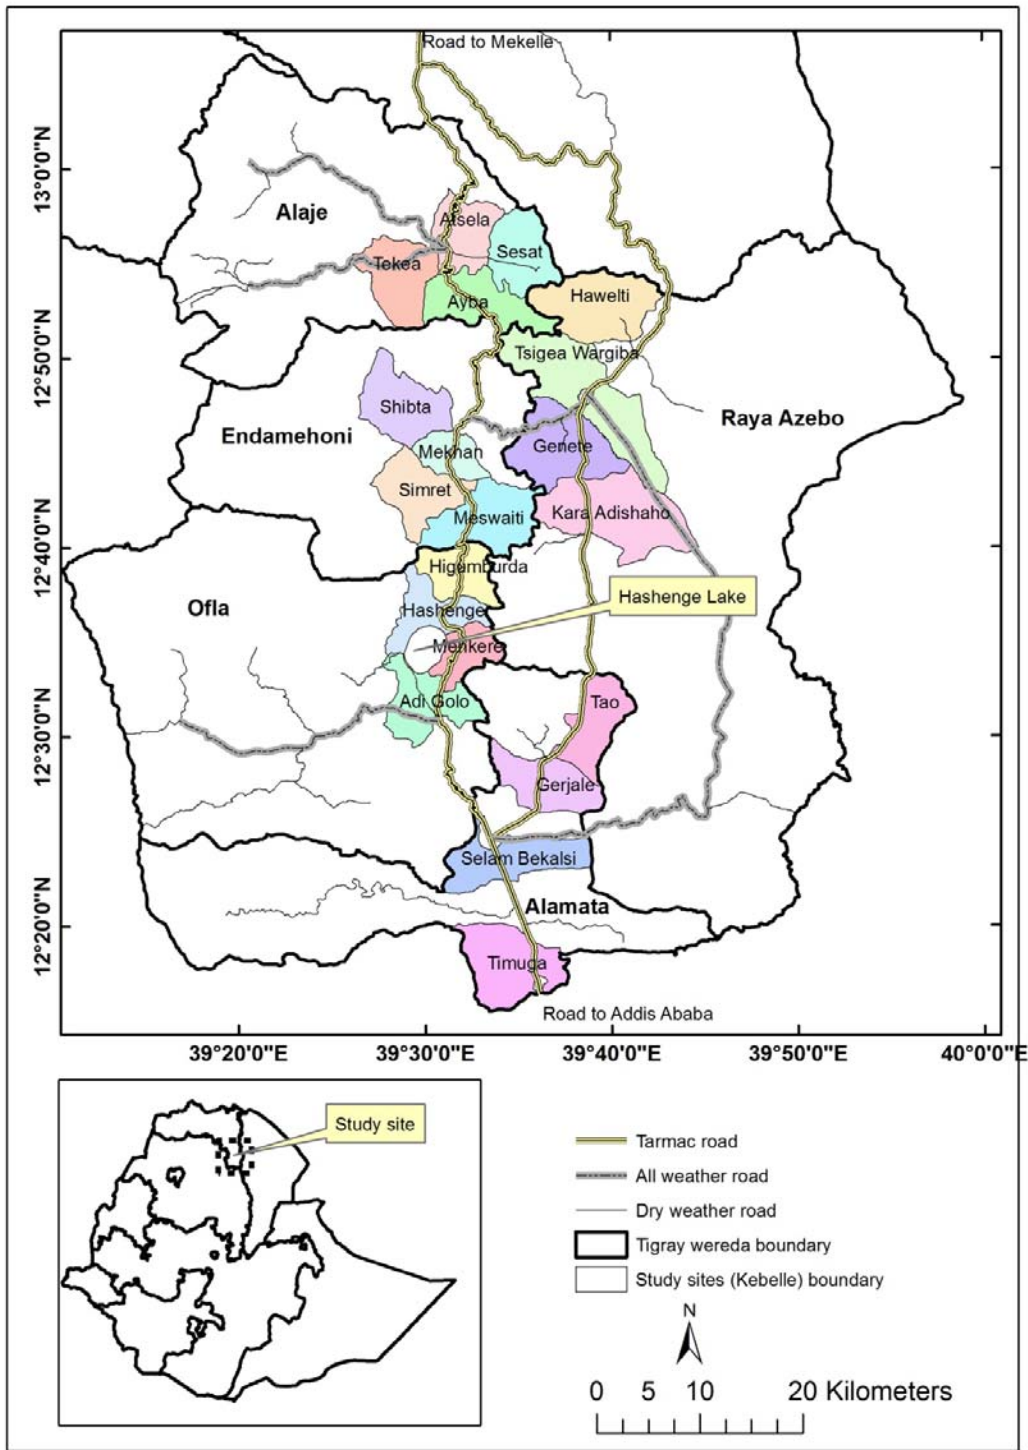 Road to Mekelle
13°0'0"N
Alaje
Atsela
Sesat
Tekea
Ayba
Hawelti
12°50'0"N
Tsigea Wargiba
Shibta
Raya Azebo
Endamehoni
Mekhan
Genete
Simret
Meswaiti
Kara Adishaho
12°40'0"N
Higumburda
Hashenge Lake
Ofla
Hashenge
Menkere
Adi Golo
Tao
12°30'0"N
Gerjale
Selam Bekalsi
Alamata
12°20'0"N
Timuga
Road to Addis Ababa
39°20'0"E 39°30'0"E 39°40'0"E 39°50'0"E 40°0'0"E
Study site
Tarmac road
All weather road
Dry weather road
Tigray wereda boundary
Study sites (Kebelle) boundary
N
0 5 10 20 Kilometers